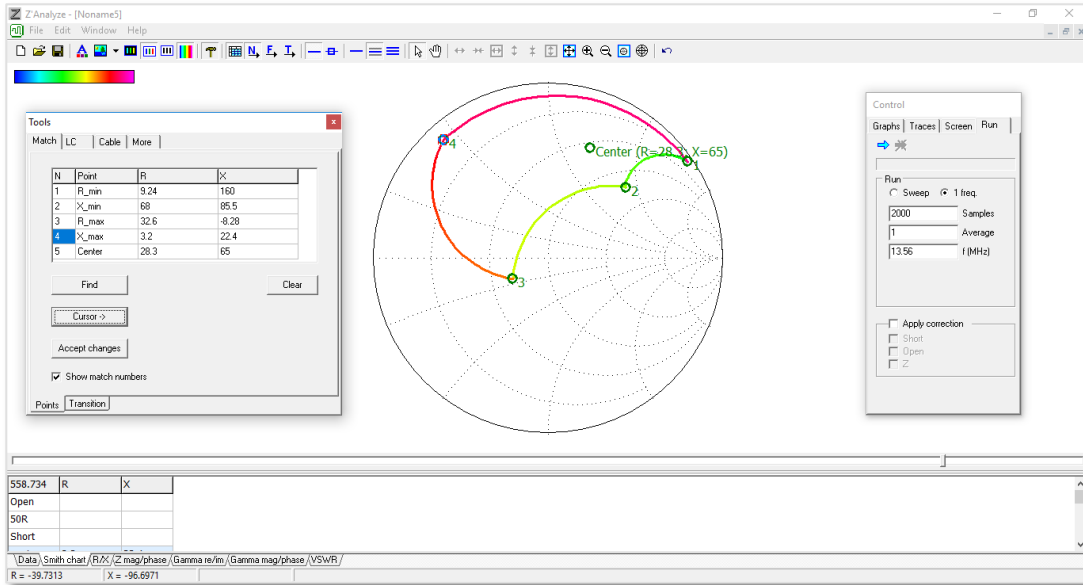 Z'Analyze - [Noname5]
File Edit Window Help
A N, F, T,
Tools
x
Match LC Cable More
N Point R X
1 R_min 9.24 160
2 X_min 68 85.5
3 R_max 32.6 -8.28
4 X_max 3.2 22.4
5 Center 28.3 65
Find Clear
Cursor ->
Accept changes
Show match numbers
Points Transition
4
Center (R=28.3, X=65)
1
2
3
Control
Graphs Traces Screen Run
Run
Sweep 1 freq.
2000 Samples
1 Average
13.56 f (MHz)
Apply correction
Short
Open
Z
558.734 R X
Open
50R
Short
Data Smith chart R/X Z mag/phase Gamma re/im Gamma mag/phase VSWR
R = -39.7313 X = -96.6971